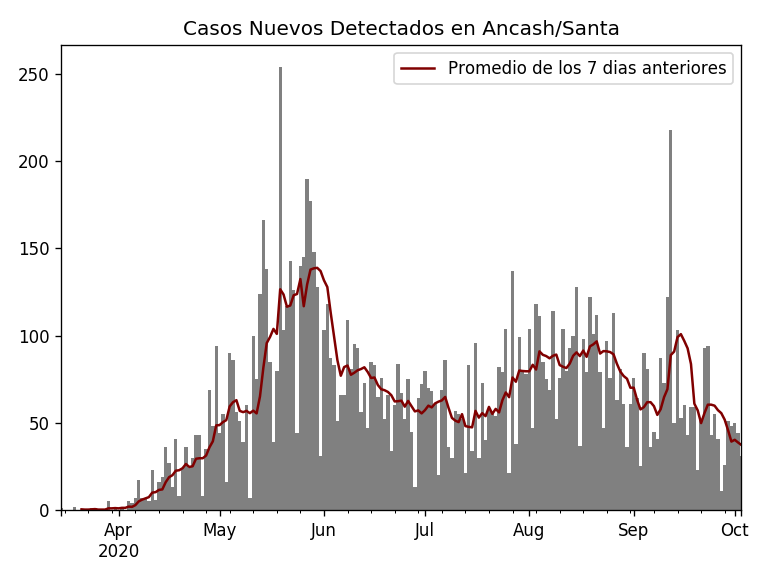 Casos Nuevos Detectados en Ancash/Santa
Promedio de los 7 dias anteriores
250
200
150
100
50
0
Apr May Jun Jul Aug Sep Oct
2020